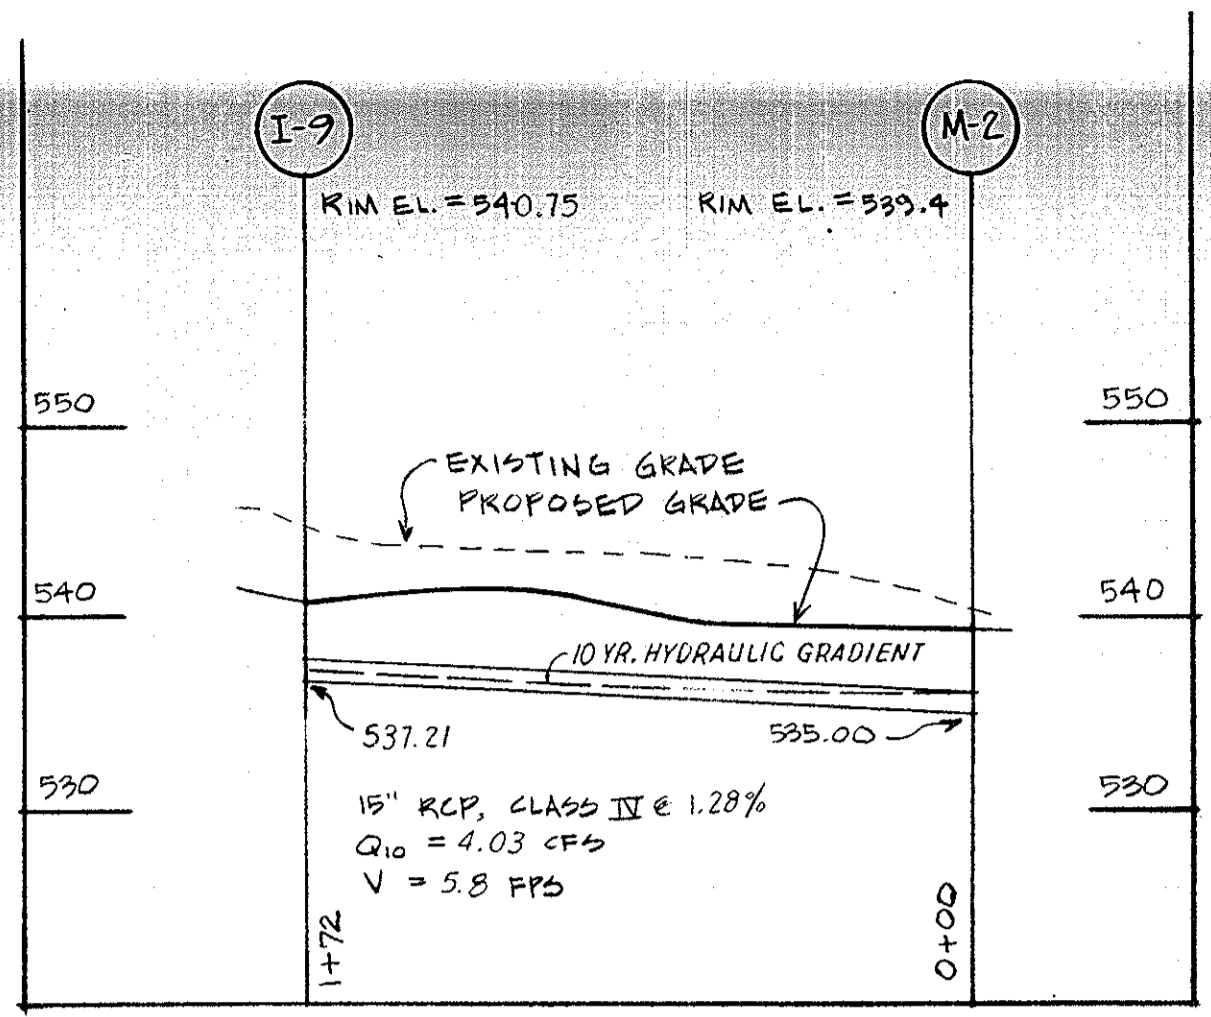 I-9
M-2
RIM EL. = 540.75
RIM EL. = 539.4
550
550
EXISTING GRADE
PROPOSED GRADE
540
540
10 YR. HYDRAULIC GRADIENT
537.21
535.00
530
530
15" RCP, CLASS IV @ 1.28%
Q10 = 4.03 CFS
V = 5.8 FPS
1+72
0+00